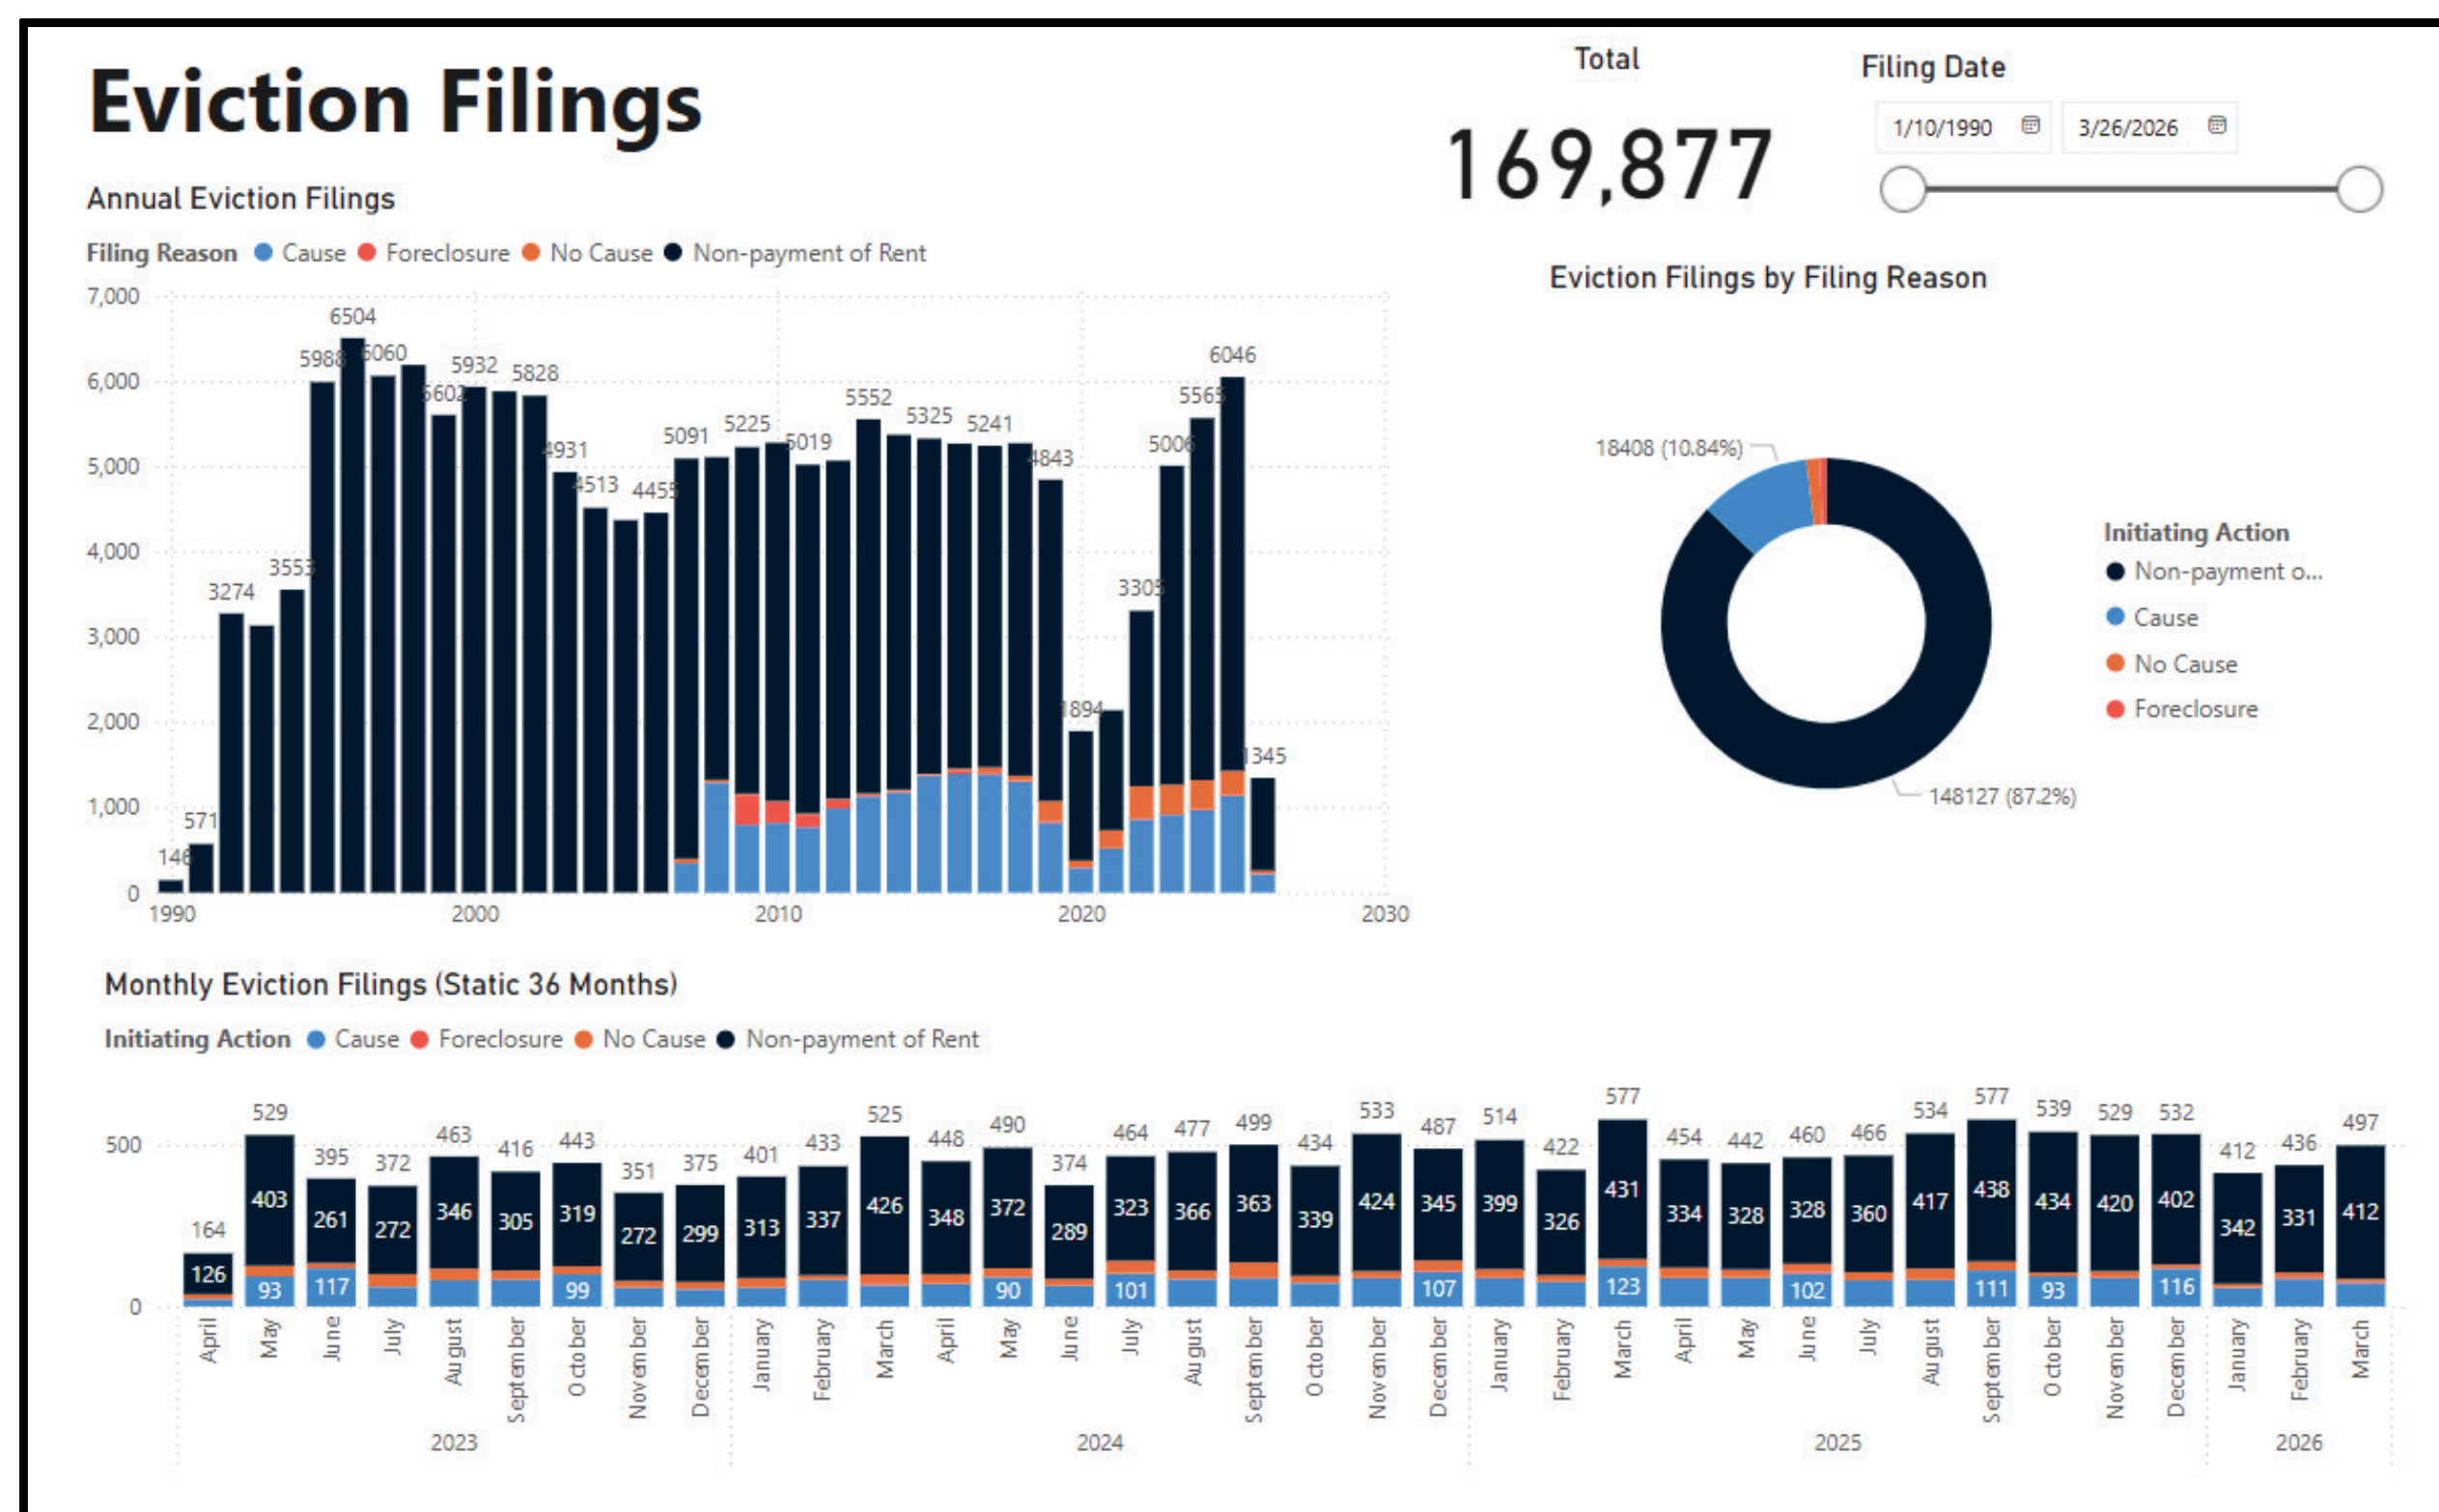 Eviction Filings
Total
169,877
Filing Date
1/10/1990 3/26/2026
Annual Eviction Filings
Filing Reason Cause Foreclosure No Cause Non-payment of Rent
7,000
6,000
5,000
4,000
3,000
2,000
1,000
0
146 571 3274 3553 5988 6504 6060 5602 5932 5828 4931 4513 4455 5091 5225 5019 5552 5325 5241 4843 1894 3305 5006 5565 6046 1345
1990 2000 2010 2020 2030
Eviction Filings by Filing Reason
18408 (10.84%)
148127 (87.2%)
Initiating Action
Non-payment o...
Cause
No Cause
Foreclosure
Monthly Eviction Filings (Static 36 Months)
Initiating Action Cause Foreclosure No Cause Non-payment of Rent
500
0
164 529 395 372 463 416 443 351 375 401 433 525 448 490 374 464 477 499 434 533 487 514 422 577 454 442 460 466 534 577 539 529 532 412 436 497
126 403 261 272 346 305 319 272 299 313 337 426 348 372 289 323 366 363 339 424 345 399 326 431 334 328 328 360 417 438 434 420 402 342 331 412
93 117 99 90 101 107 123 102 111 93 116
April May June July August September October November December January February March April May June July August September October November December January February March April May June July August September October November December January February March
2023 2024 2025 2026